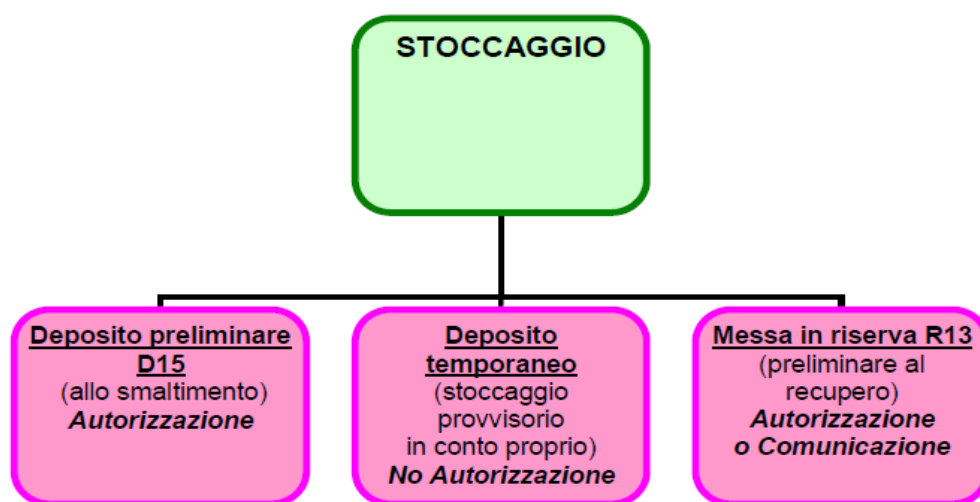 STOCCAGGIO
Deposito preliminare
D15
(allo smaltimento)
Autorizzazione
Deposito
temporaneo
(stoccaggio
provvisorio
in conto proprio)
No Autorizzazione
Messa in riserva R13
(preliminare al
recupero)
Autorizzazione
o Comunicazione